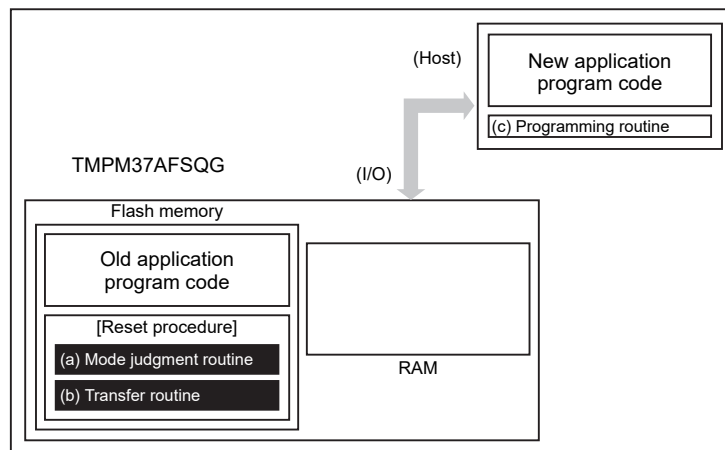 (Host)
New application
program code
(c) Programming routine
TMPM37AFSQG
(I/O)
Flash memory
Old application
program code
[Reset procedure]
(a) Mode judgment routine
(b) Transfer routine
RAM